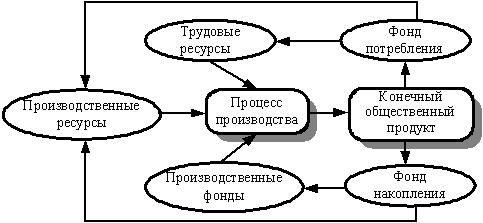 Трудовые
ресурсы
Фонд
потребления
Производственные
ресурсы
Процесс
производства
Конечный
общественный
продукт
Производственные
фонды
Фонд
накопления